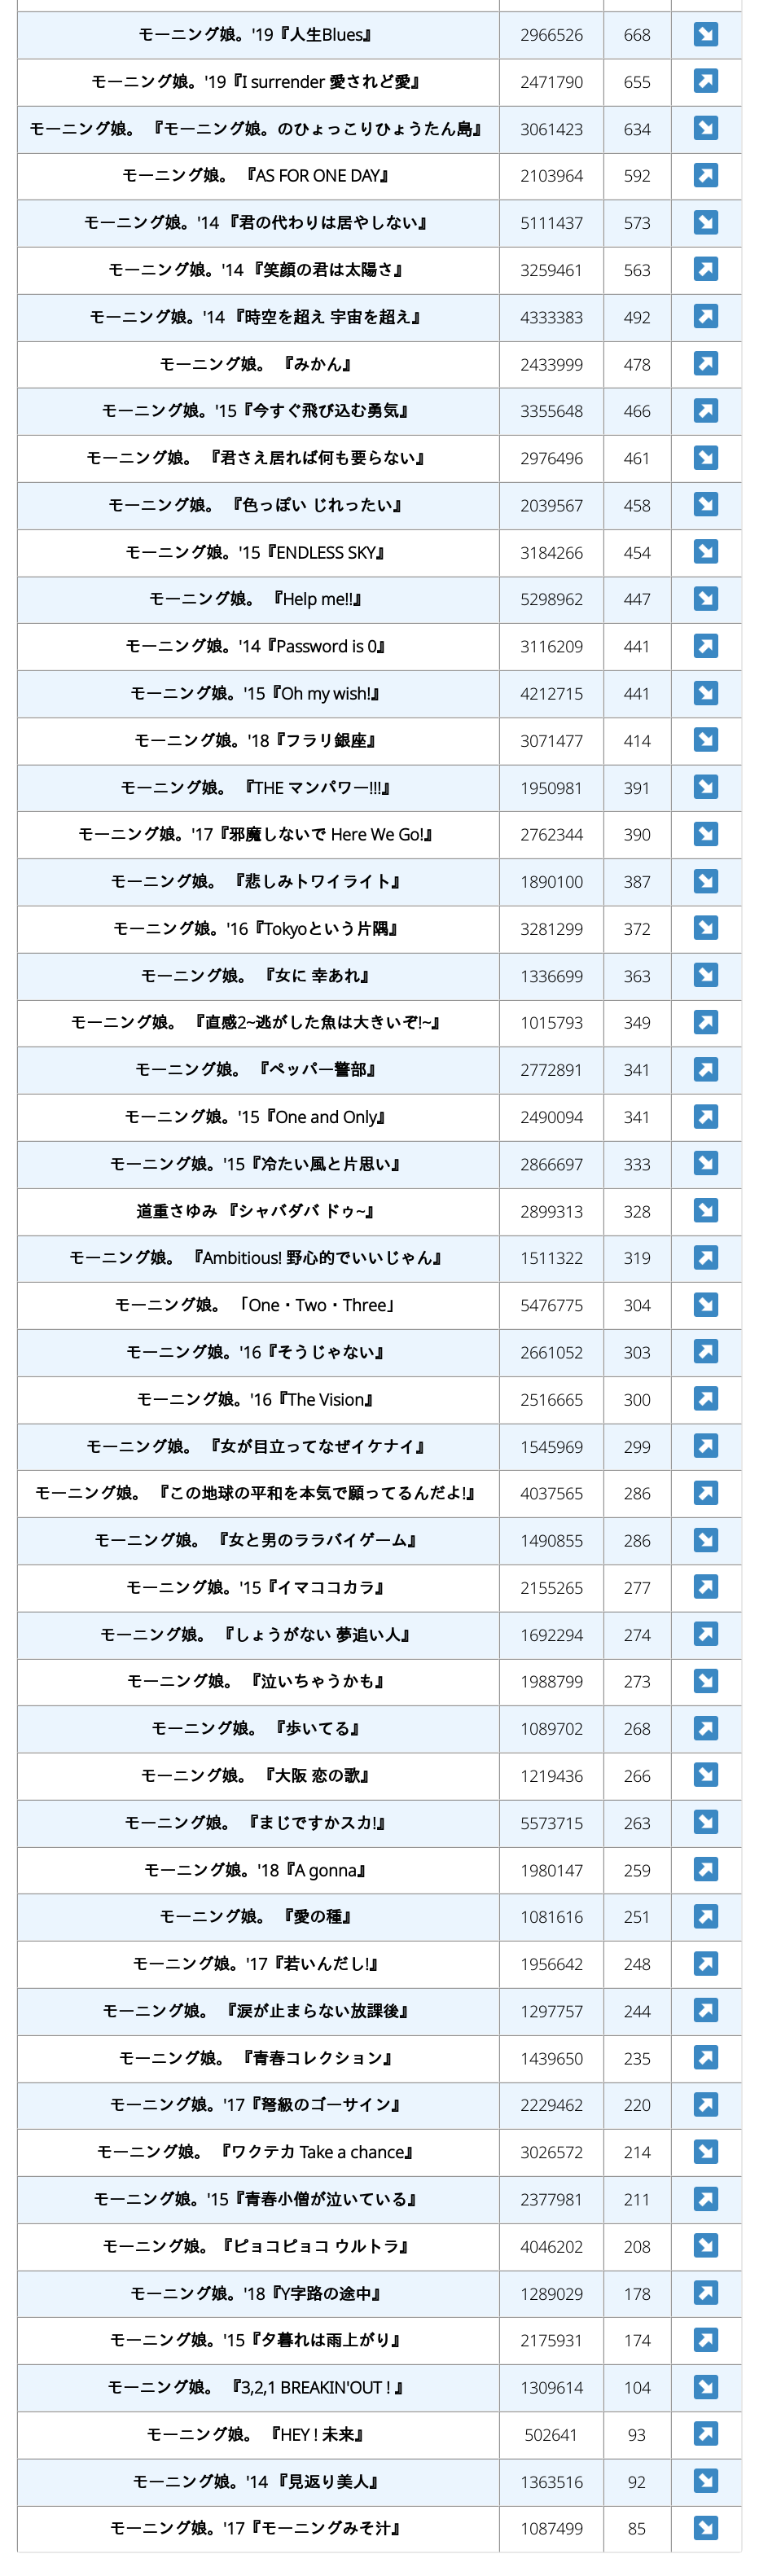 モーニング娘。'19『人生Blues』 2966526 668 ↘
モーニング娘。'19『I surrender 愛されど愛』 2471790 655 ↗
モーニング娘。 『モーニング娘。のひょっこりひょうたん島』 3061423 634 ↘
モーニング娘。 『AS FOR ONE DAY』 2103964 592 ↗
モーニング娘。'14 『君の代わりは居やしない』 5111437 573 ↘
モーニング娘。'14 『笑顔の君は太陽さ』 3259461 563 ↗
モーニング娘。'14 『時空を超え 宇宙を超え』 4333383 492 ↗
モーニング娘。 『みかん』 2433999 478 ↗
モーニング娘。'15『今すぐ飛び込む勇気』 3355648 466 ↗
モーニング娘。 『君さえ居れば何も要らない』 2976496 461 ↘
モーニング娘。 『色っぽい じれったい』 2039567 458 ↘
モーニング娘。'15『ENDLESS SKY』 3184266 454 ↘
モーニング娘。 『Help me!!』 5298962 447 ↘
モーニング娘。'14『Password is 0』 3116209 441 ↗
モーニング娘。'15『Oh my wish!』 4212715 441 ↘
モーニング娘。'18『フラリ銀座』 3071477 414 ↘
モーニング娘。 『THE マンパワー!!!』 1950981 391 ↘
モーニング娘。'17『邪魔しないで Here We Go!』 2762344 390 ↘
モーニング娘。 『悲しみトワイライト』 1890100 387 ↘
モーニング娘。'16『Tokyoという片隅』 3281299 372 ↘
モーニング娘。 『女に 幸あれ』 1336699 363 ↘
モーニング娘。 『直感2~逃がした魚は大きいぞ!~』 1015793 349 ↗
モーニング娘。 『ペッパー警部』 2772891 341 ↗
モーニング娘。'15『One and Only』 2490094 341 ↗
モーニング娘。'15『冷たい風と片思い』 2866697 333 ↘
道重さゆみ 『シャバダバ ドゥ~』 2899313 328 ↘
モーニング娘。 『Ambitious! 野心的でいいじゃん』 1511322 319 ↗
モーニング娘。 「One・Two・Three」 5476775 304 ↘
モーニング娘。'16『そうじゃない』 2661052 303 ↗
モーニング娘。'16『The Vision』 2516665 300 ↗
モーニング娘。 『女が目立ってなぜイケナイ』 1545969 299 ↗
モーニング娘。 『この地球の平和を本気で願ってるんだよ!』 4037565 286 ↗
モーニング娘。 『女と男のララバイゲーム』 1490855 286 ↘
モーニング娘。'15『イマココカラ』 2155265 277 ↗
モーニング娘。 『しょうがない 夢追い人』 1692294 274 ↗
モーニング娘。 『泣いちゃうかも』 1988799 273 ↘
モーニング娘。 『歩いてる』 1089702 268 ↗
モーニング娘。 『大阪 恋の歌』 1219436 266 ↘
モーニング娘。 『まじですかスカ!』 5573715 263 ↘
モーニング娘。'18『A gonna』 1980147 259 ↗
モーニング娘。 『愛の種』 1081616 251 ↗
モーニング娘。'17『若いんだし!』 1956642 248 ↗
モーニング娘。 『涙が止まらない放課後』 1297757 244 ↗
モーニング娘。 『青春コレクション』 1439650 235 ↗
モーニング娘。'17『弩級のゴーサイン』 2229462 220 ↗
モーニング娘。 『ワクテカ Take a chance』 3026572 214 ↘
モーニング娘。'15『青春小僧が泣いている』 2377981 211 ↗
モーニング娘。『ピョコピョコ ウルトラ』 4046202 208 ↘
モーニング娘。'18『Y字路の途中』 1289029 178 ↗
モーニング娘。'15『夕暮れは雨上がり』 2175931 174 ↗
モーニング娘。 『3,2,1 BREAKIN'OUT ! 』 1309614 104 ↘
モーニング娘。 『HEY ! 未来』 502641 93 ↗
モーニング娘。'14 『見返り美人』 1363516 92 ↘
モーニング娘。'17『モーニングみそ汁』 1087499 85 ↘